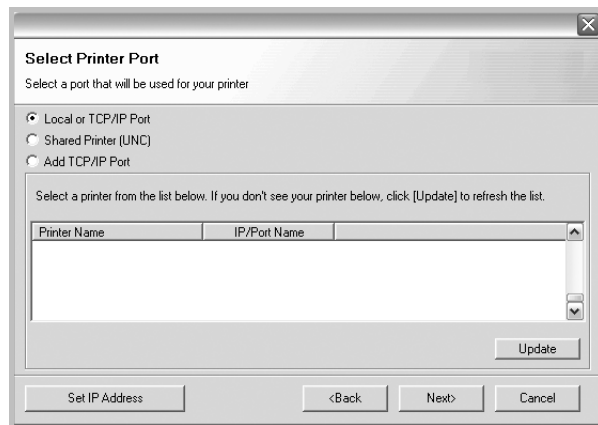 Select Printer Port
Select a port that will be used for your printer
Local or TCP/IP Port
Shared Printer (UNC)
Add TCP/IP Port
Select a printer from the list below. If you don't see your printer below, click [Update] to refresh the list.
Printer Name IP/Port Name
Update
Set IP Address <Back Next> Cancel